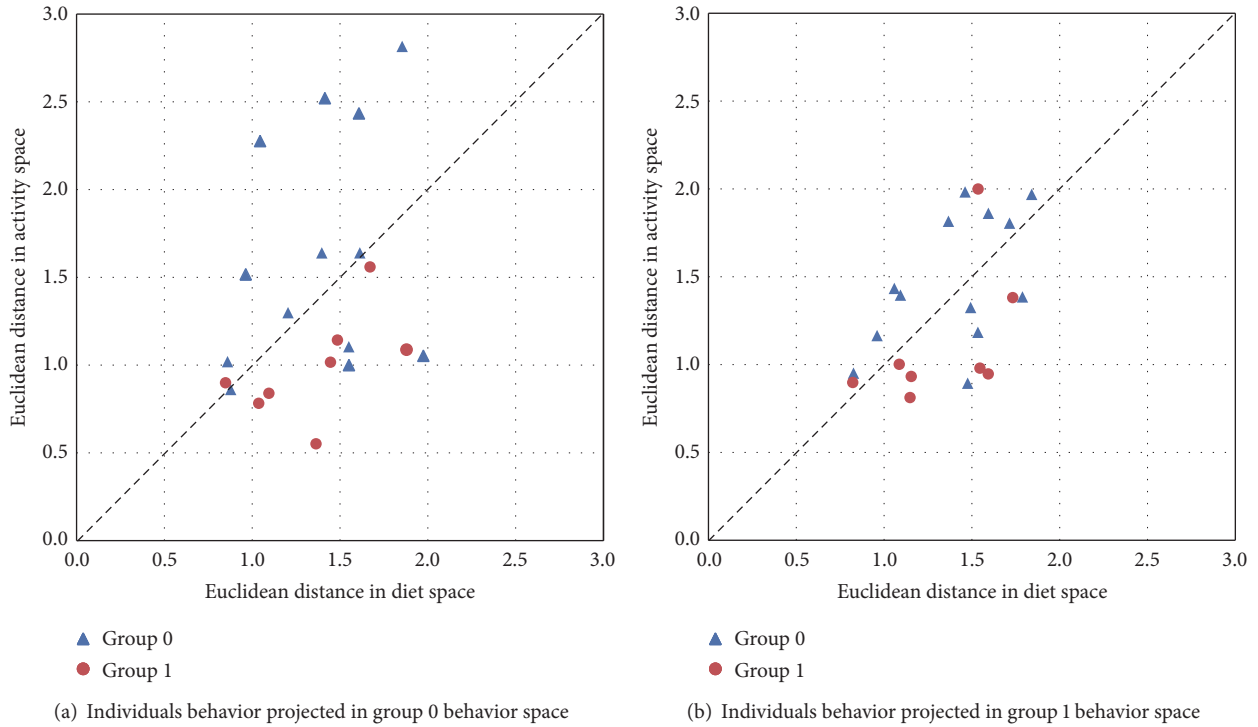 3.0
2.5
2.0
1.5
1.0
0.5
0.0
Euclidean distance in activity space
0.0 0.5 1.0 1.5 2.0 2.5 3.0
Euclidean distance in diet space
Group 0
Group 1
(a) Individuals behavior projected in group 0 behavior space
3.0
2.5
2.0
1.5
1.0
0.5
0.0
Euclidean distance in activity space
0.0 0.5 1.0 1.5 2.0 2.5 3.0
Euclidean distance in diet space
Group 0
Group 1
(b) Individuals behavior projected in group 1 behavior space